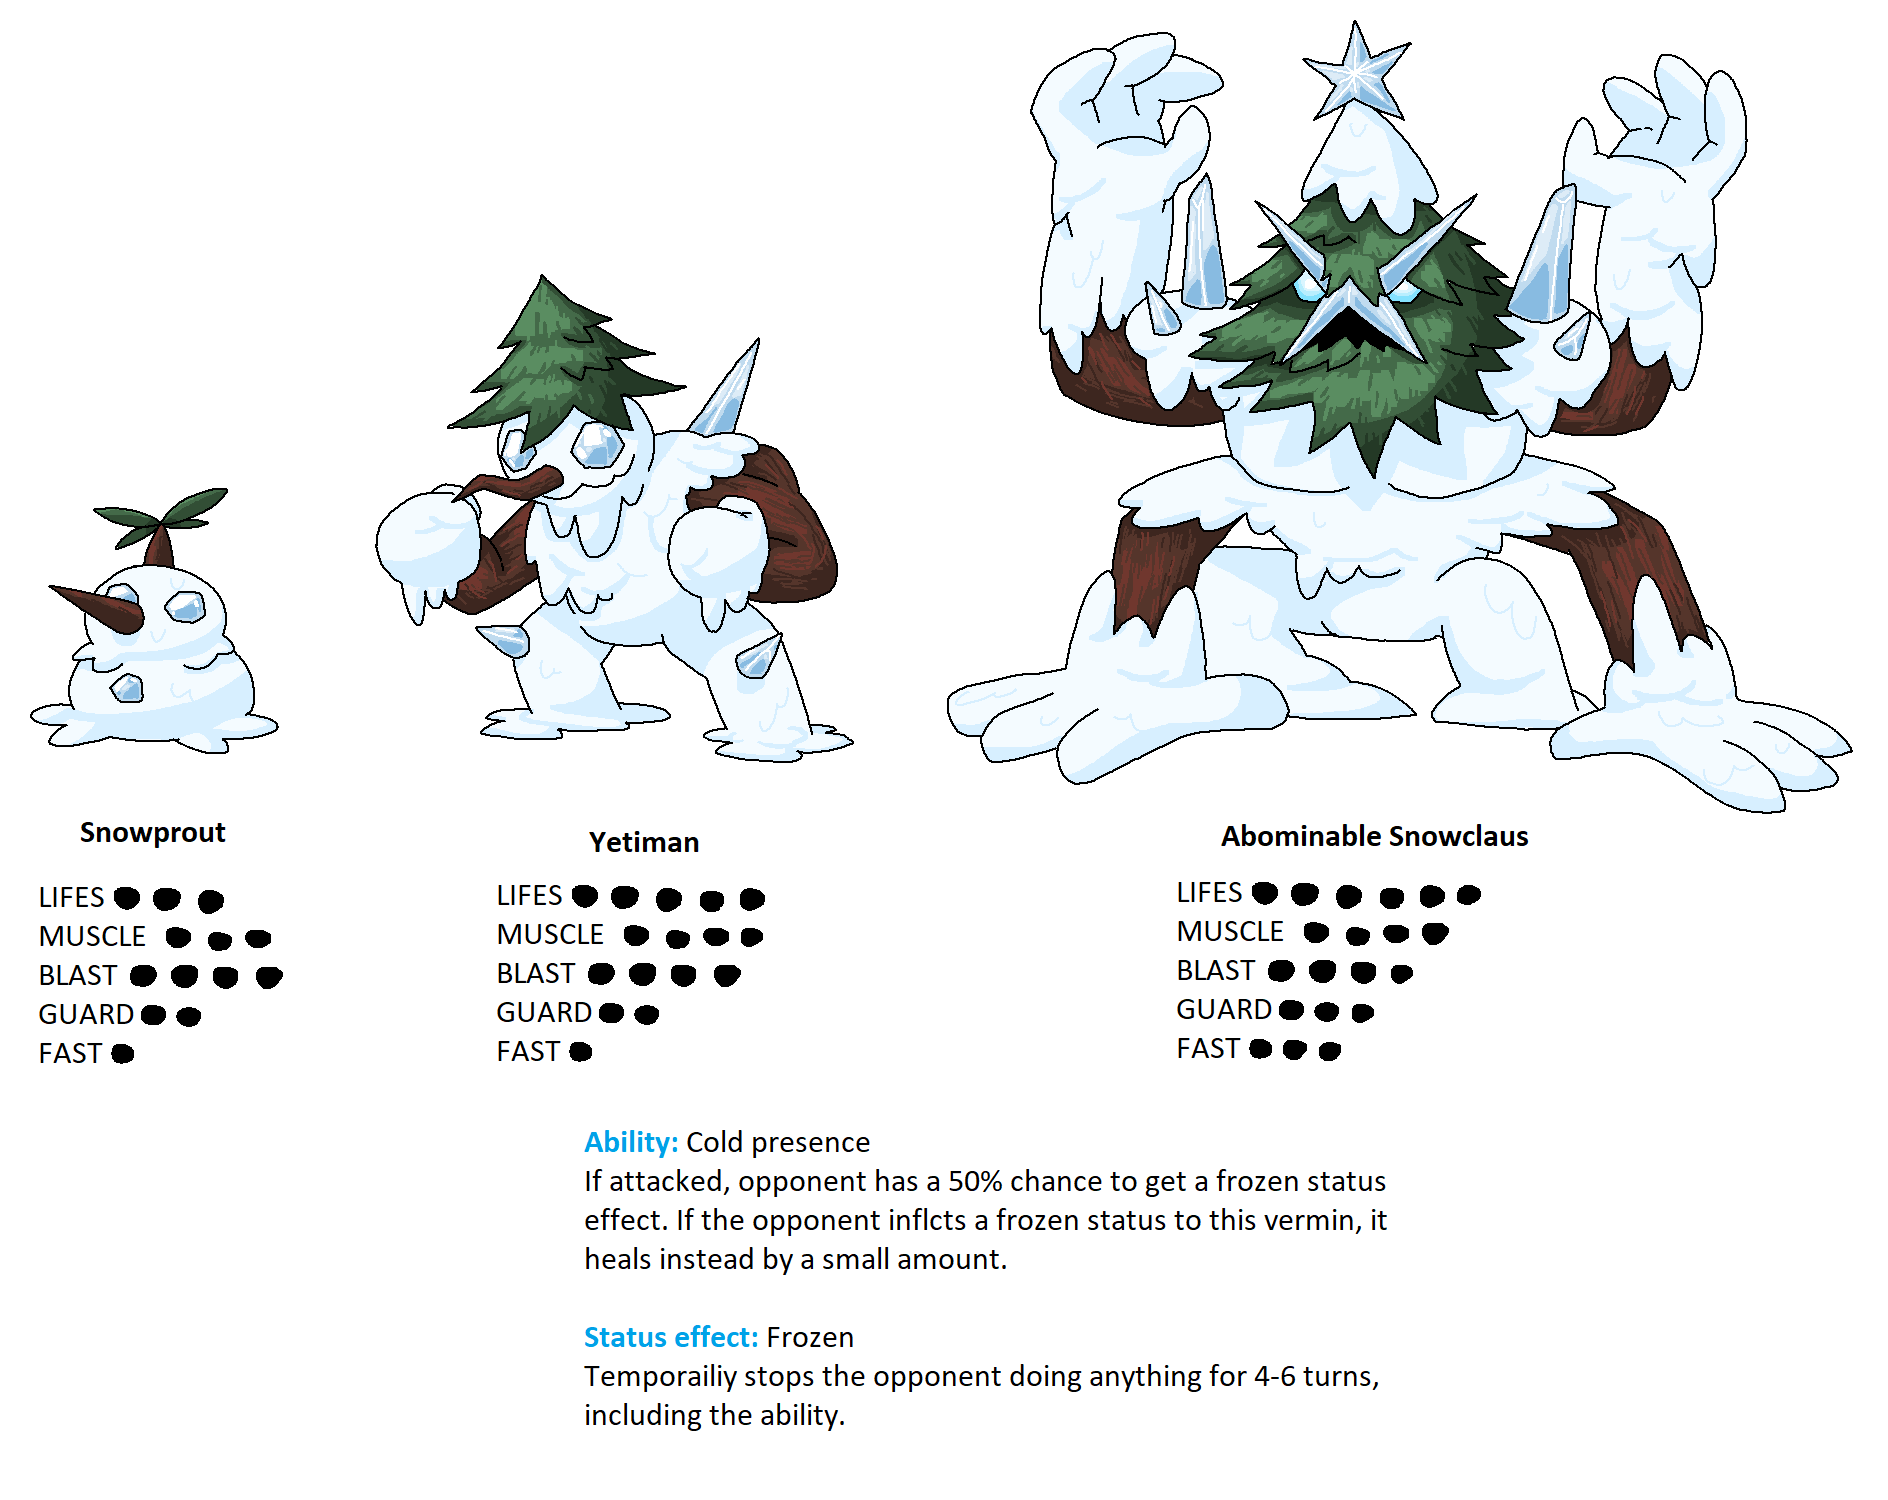 Snowprout
LIFES
MUSCLE
BLAST
GUARD
FAST
Yetiman
LIFES
MUSCLE
BLAST
GUARD
FAST
Abominable Snowclaus
LIFES
MUSCLE
BLAST
GUARD
FAST
Ability: Cold presence
If attacked, opponent has a 50% chance to get a frozen status
effect. If the opponent inflcts a frozen status to this vermin, it
heals instead by a small amount.
Status effect: Frozen
Temporailiy stops the opponent doing anything for 4-6 turns,
including the ability.